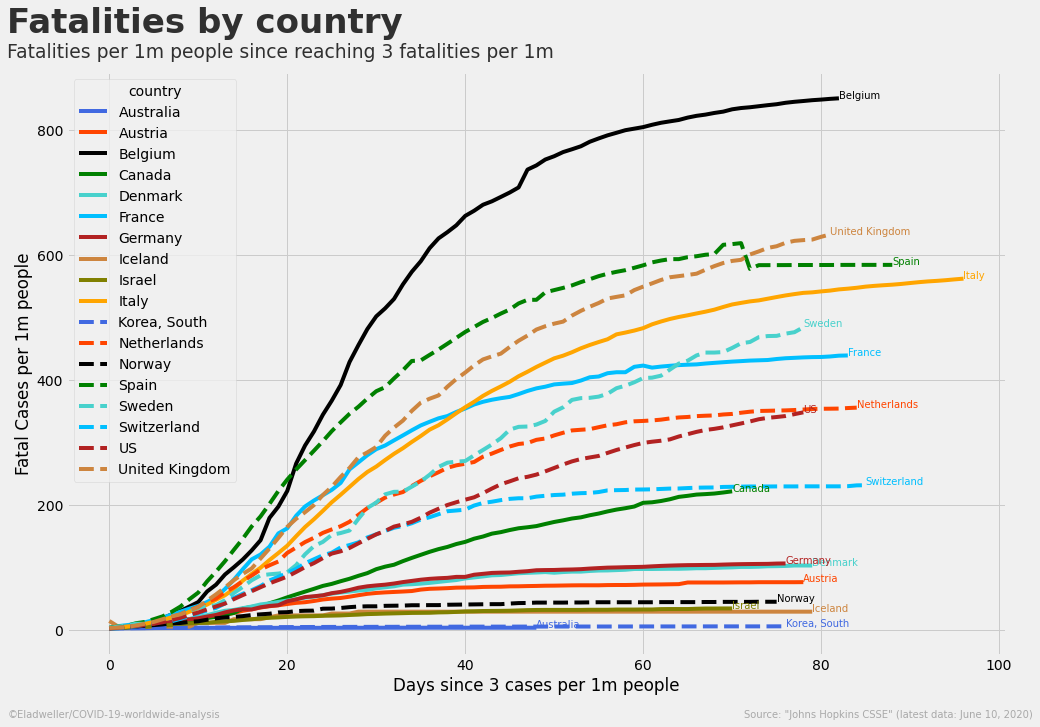 Fatalities by country
Fatalities per 1m people since reaching 3 fatalities per 1m
country
Australia
Austria
Belgium
Canada
Denmark
France
Germany
Iceland
Israel
Italy
Korea, South
Netherlands
Norway
Spain
Sweden
Switzerland
US
United Kingdom
Fatal Cases per 1m people
800
600
400
200
0
Belgium
United Kingdom
Spain
Italy
Sweden
France
Netherlands
US
Switzerland
Canada
Germany
Denmark
Austria
Norway
Israel
Iceland
Australia
Korea, South
0 20 40 60 80 100
Days since 3 cases per 1m people
©Eladweller/COVID-19-worldwide-analysis
Source: "Johns Hopkins CSSE" (latest data: June 10, 2020)